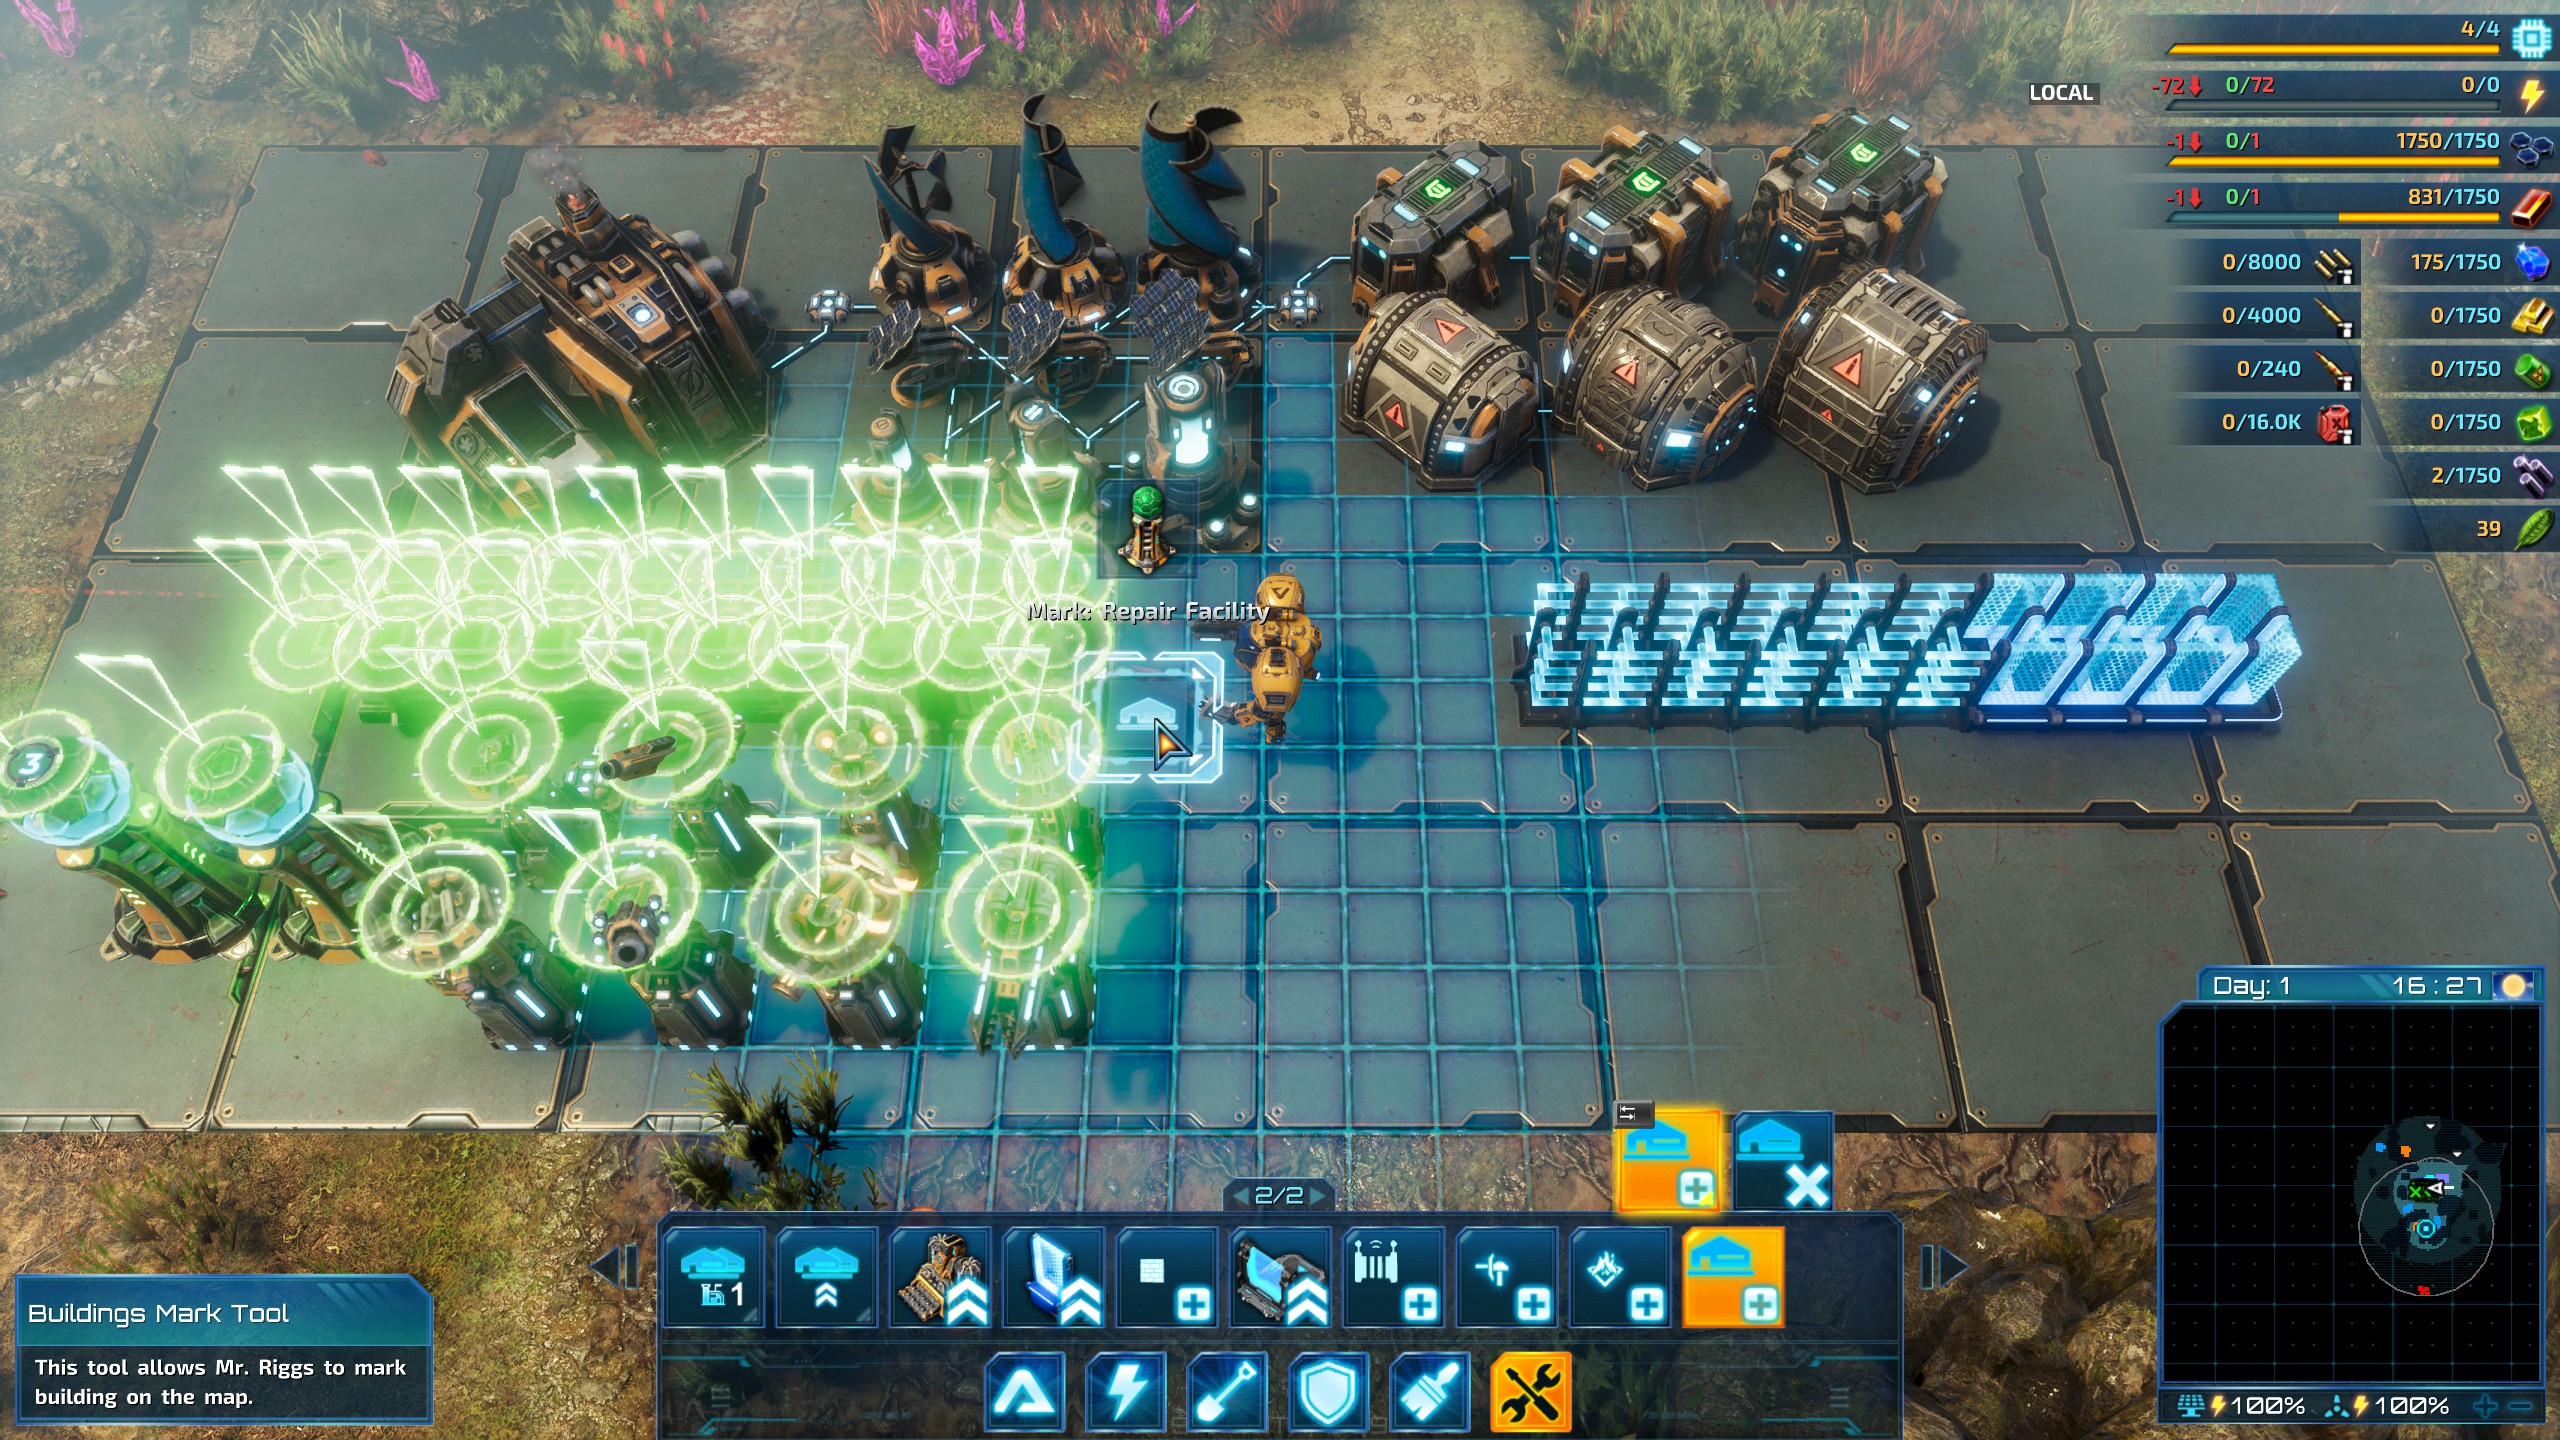 4/4
LOCAL
-72 0/72 0/0
-1 0/1 1750/1750
-1 0/1 831/1750
0/8000 175/1750
0/4000 0/1750
0/240 0/1750
0/16.0K 0/1750
2/1750
39
Mark: Repair Facility
3
Day: 1 16:27
2/2
1
Buildings Mark Tool
This tool allows Mr. Riggs to mark
building on the map.
100% 100%